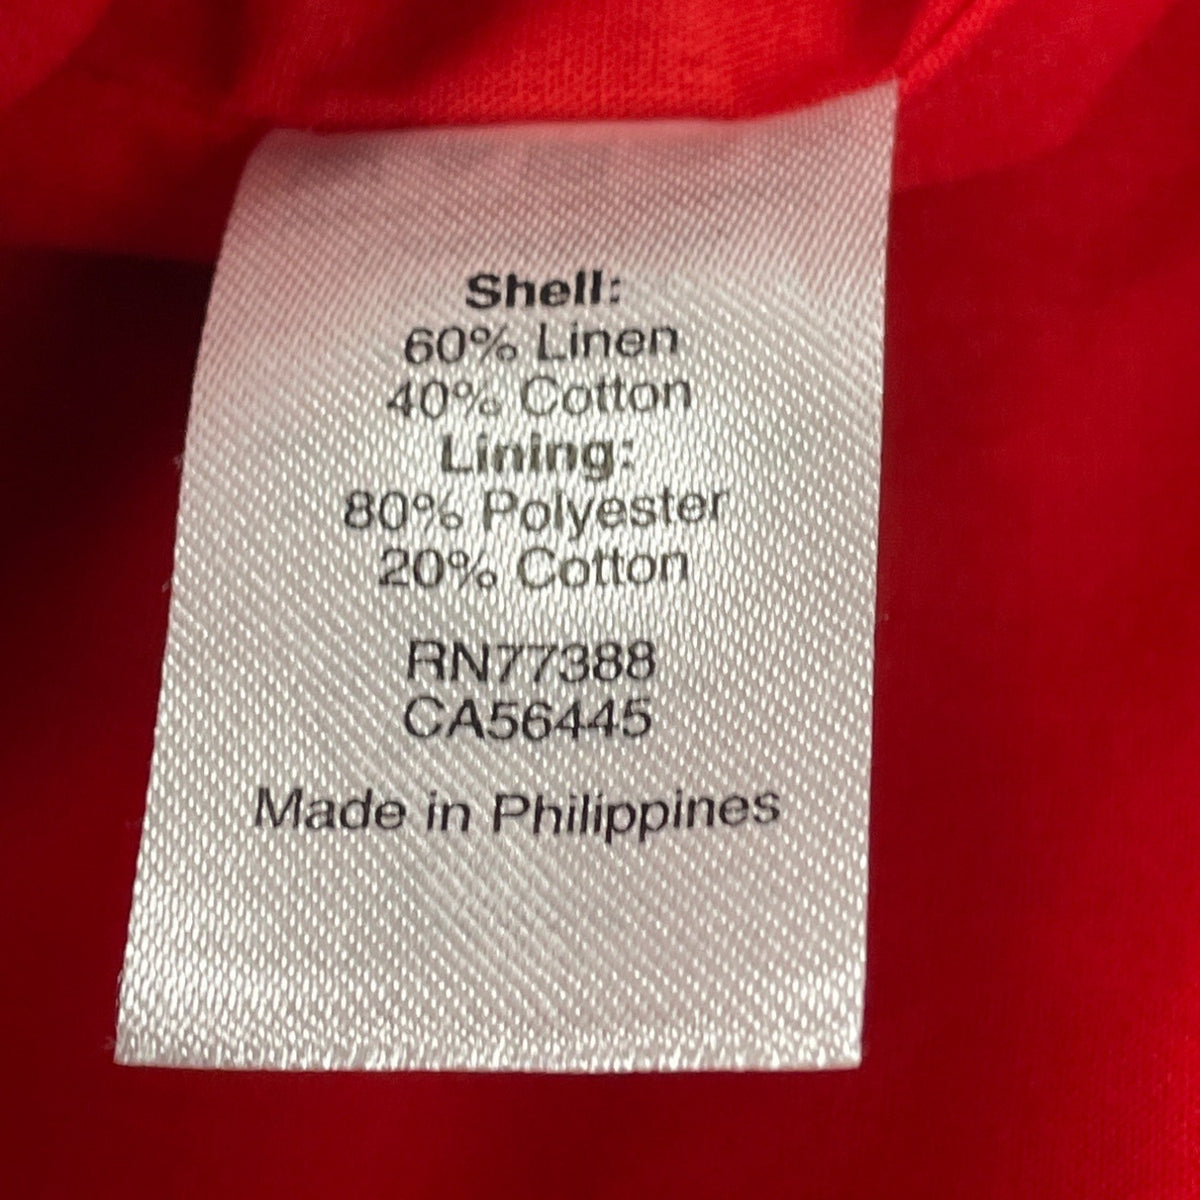 Shell:
60% Linen
40% Cotton
Lining:
80% Polyester
20% Cotton
RN77388
CA56445
Made in Philippines